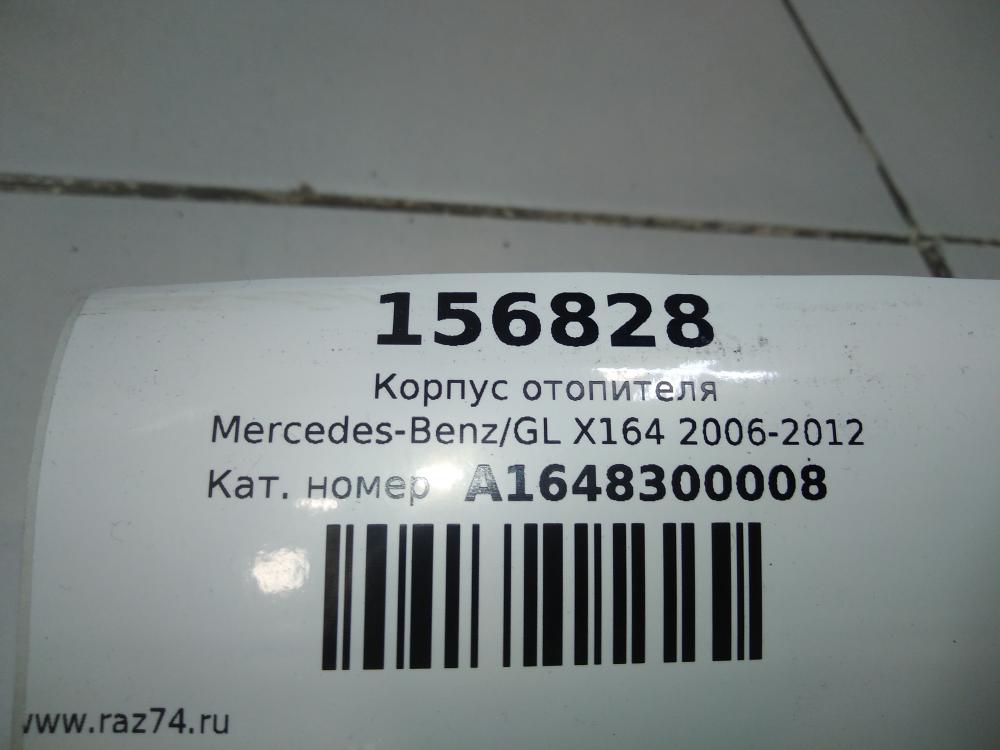 156828
Корпус отопителя
Mercedes-Benz/GL X164 2006-2012
Кат. номер A1648300008
www.raz74.ru